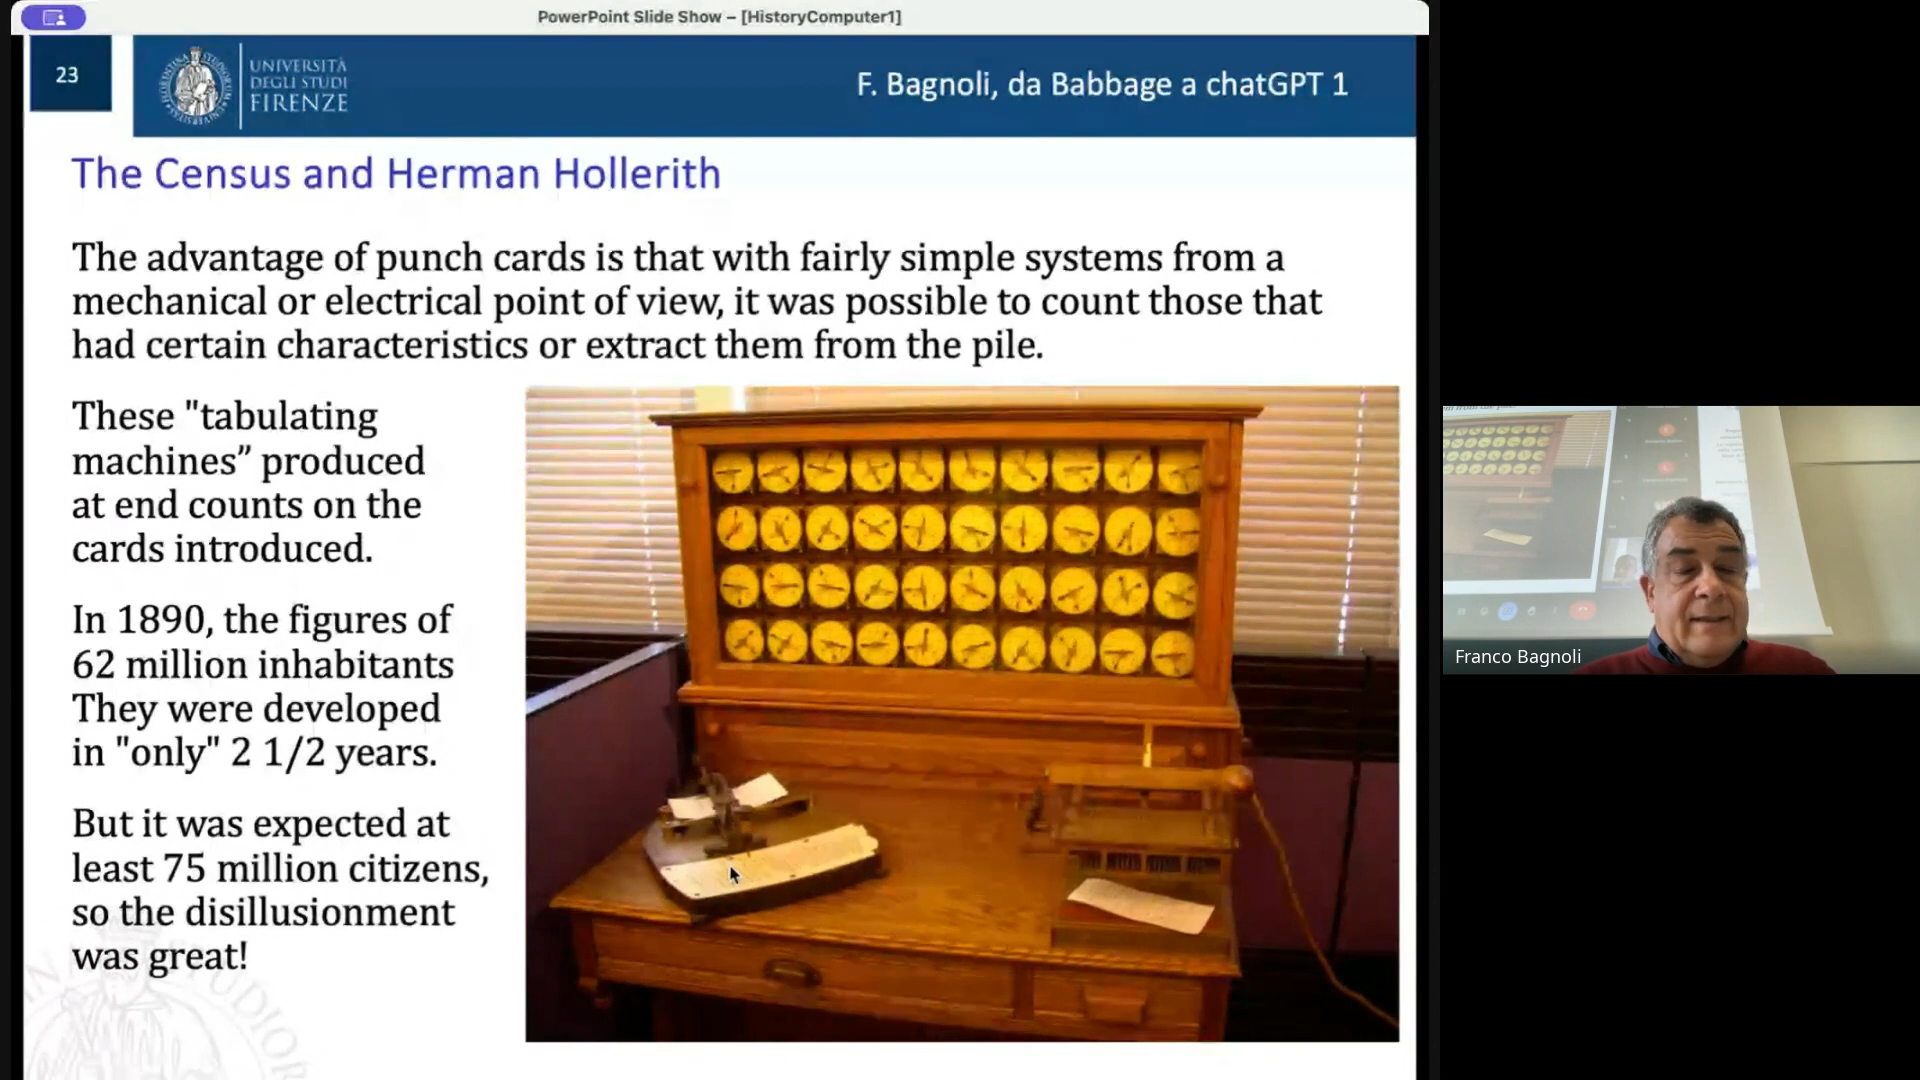 PowerPoint Slide Show – [HistoryComputer1]
23
UNIVERSITÀ
DEGLI STUDI
FIRENZE
F. Bagnoli, da Babbage a chatGPT 1
The Census and Herman Hollerith
The advantage of punch cards is that with fairly simple systems from a
mechanical or electrical point of view, it was possible to count those that
had certain characteristics or extract them from the pile.
These "tabulating
machines” produced
at end counts on the
cards introduced.
In 1890, the figures of
62 million inhabitants
They were developed
in "only" 2 1/2 years.
But it was expected at
least 75 million citizens,
so the disillusionment
was great!
Franco Bagnoli